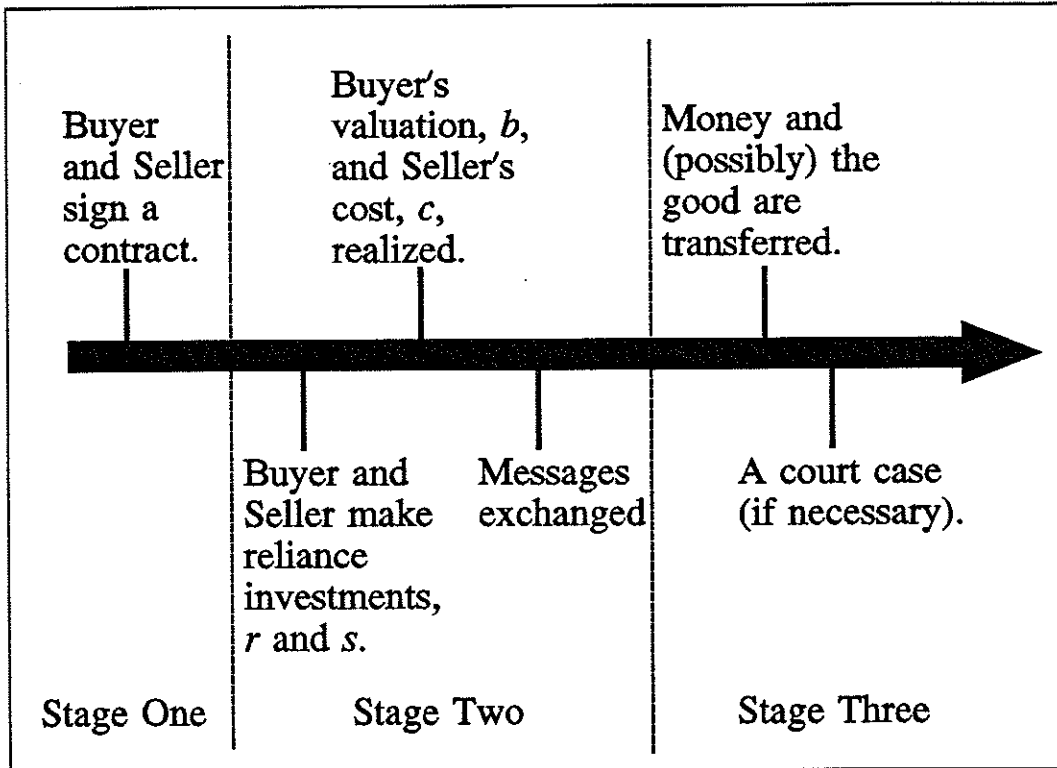 Buyer
and Seller
sign a
contract.
Buyer's
valuation, b,
and Seller's
cost, c,
realized.
Money and
(possibly) the
good are
transferred.
Buyer and
Seller make
reliance
investments,
r and s.
Messages
exchanged
A court case
(if necessary).
Stage One
Stage Two
Stage Three